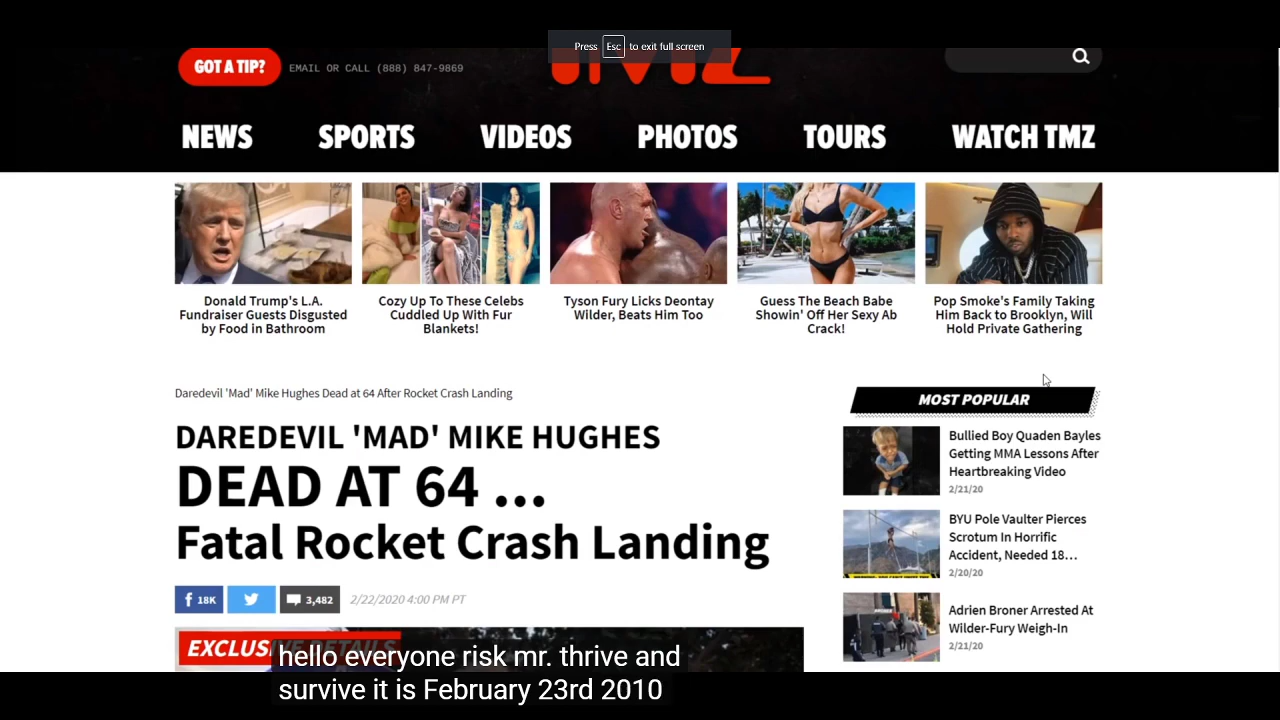 Press Esc to exit full screen
GOT A TIP?
EMAIL OR CALL (888) 847-9869
TMZ
NEWS
SPORTS
VIDEOS
PHOTOS
TOURS
WATCH TMZ
Donald Trump's L.A.
Fundraiser Guests Disgusted
by Food in Bathroom
Cozy Up To These Celebs
Cuddled Up With Fur
Blankets!
Tyson Fury Licks Deontay
Wilder, Beats Him Too
Guess The Beach Babe
Showin' Off Her Sexy Ab
Crack!
Pop Smoke's Family Taking
Him Back to Brooklyn, Will
Hold Private Gathering
Daredevil 'Mad' Mike Hughes Dead at 64 After Rocket Crash Landing
DAREDEVIL 'MAD' MIKE HUGHES
DEAD AT 64 ...
Fatal Rocket Crash Landing
18K
3,482
2/22/2020 4:00 PM PT
EXCLUSIVE DETAILS
MOST POPULAR
Bullied Boy Quaden Bayles
Getting MMA Lessons After
Heartbreaking Video
2/21/20
BYU Pole Vaulter Pierces
Scrotum In Horrific
Accident, Needed 18...
2/20/20
Adrien Broner Arrested At
Wilder-Fury Weigh-In
2/21/20
hello everyone risk mr. thrive and
survive it is February 23rd 2010